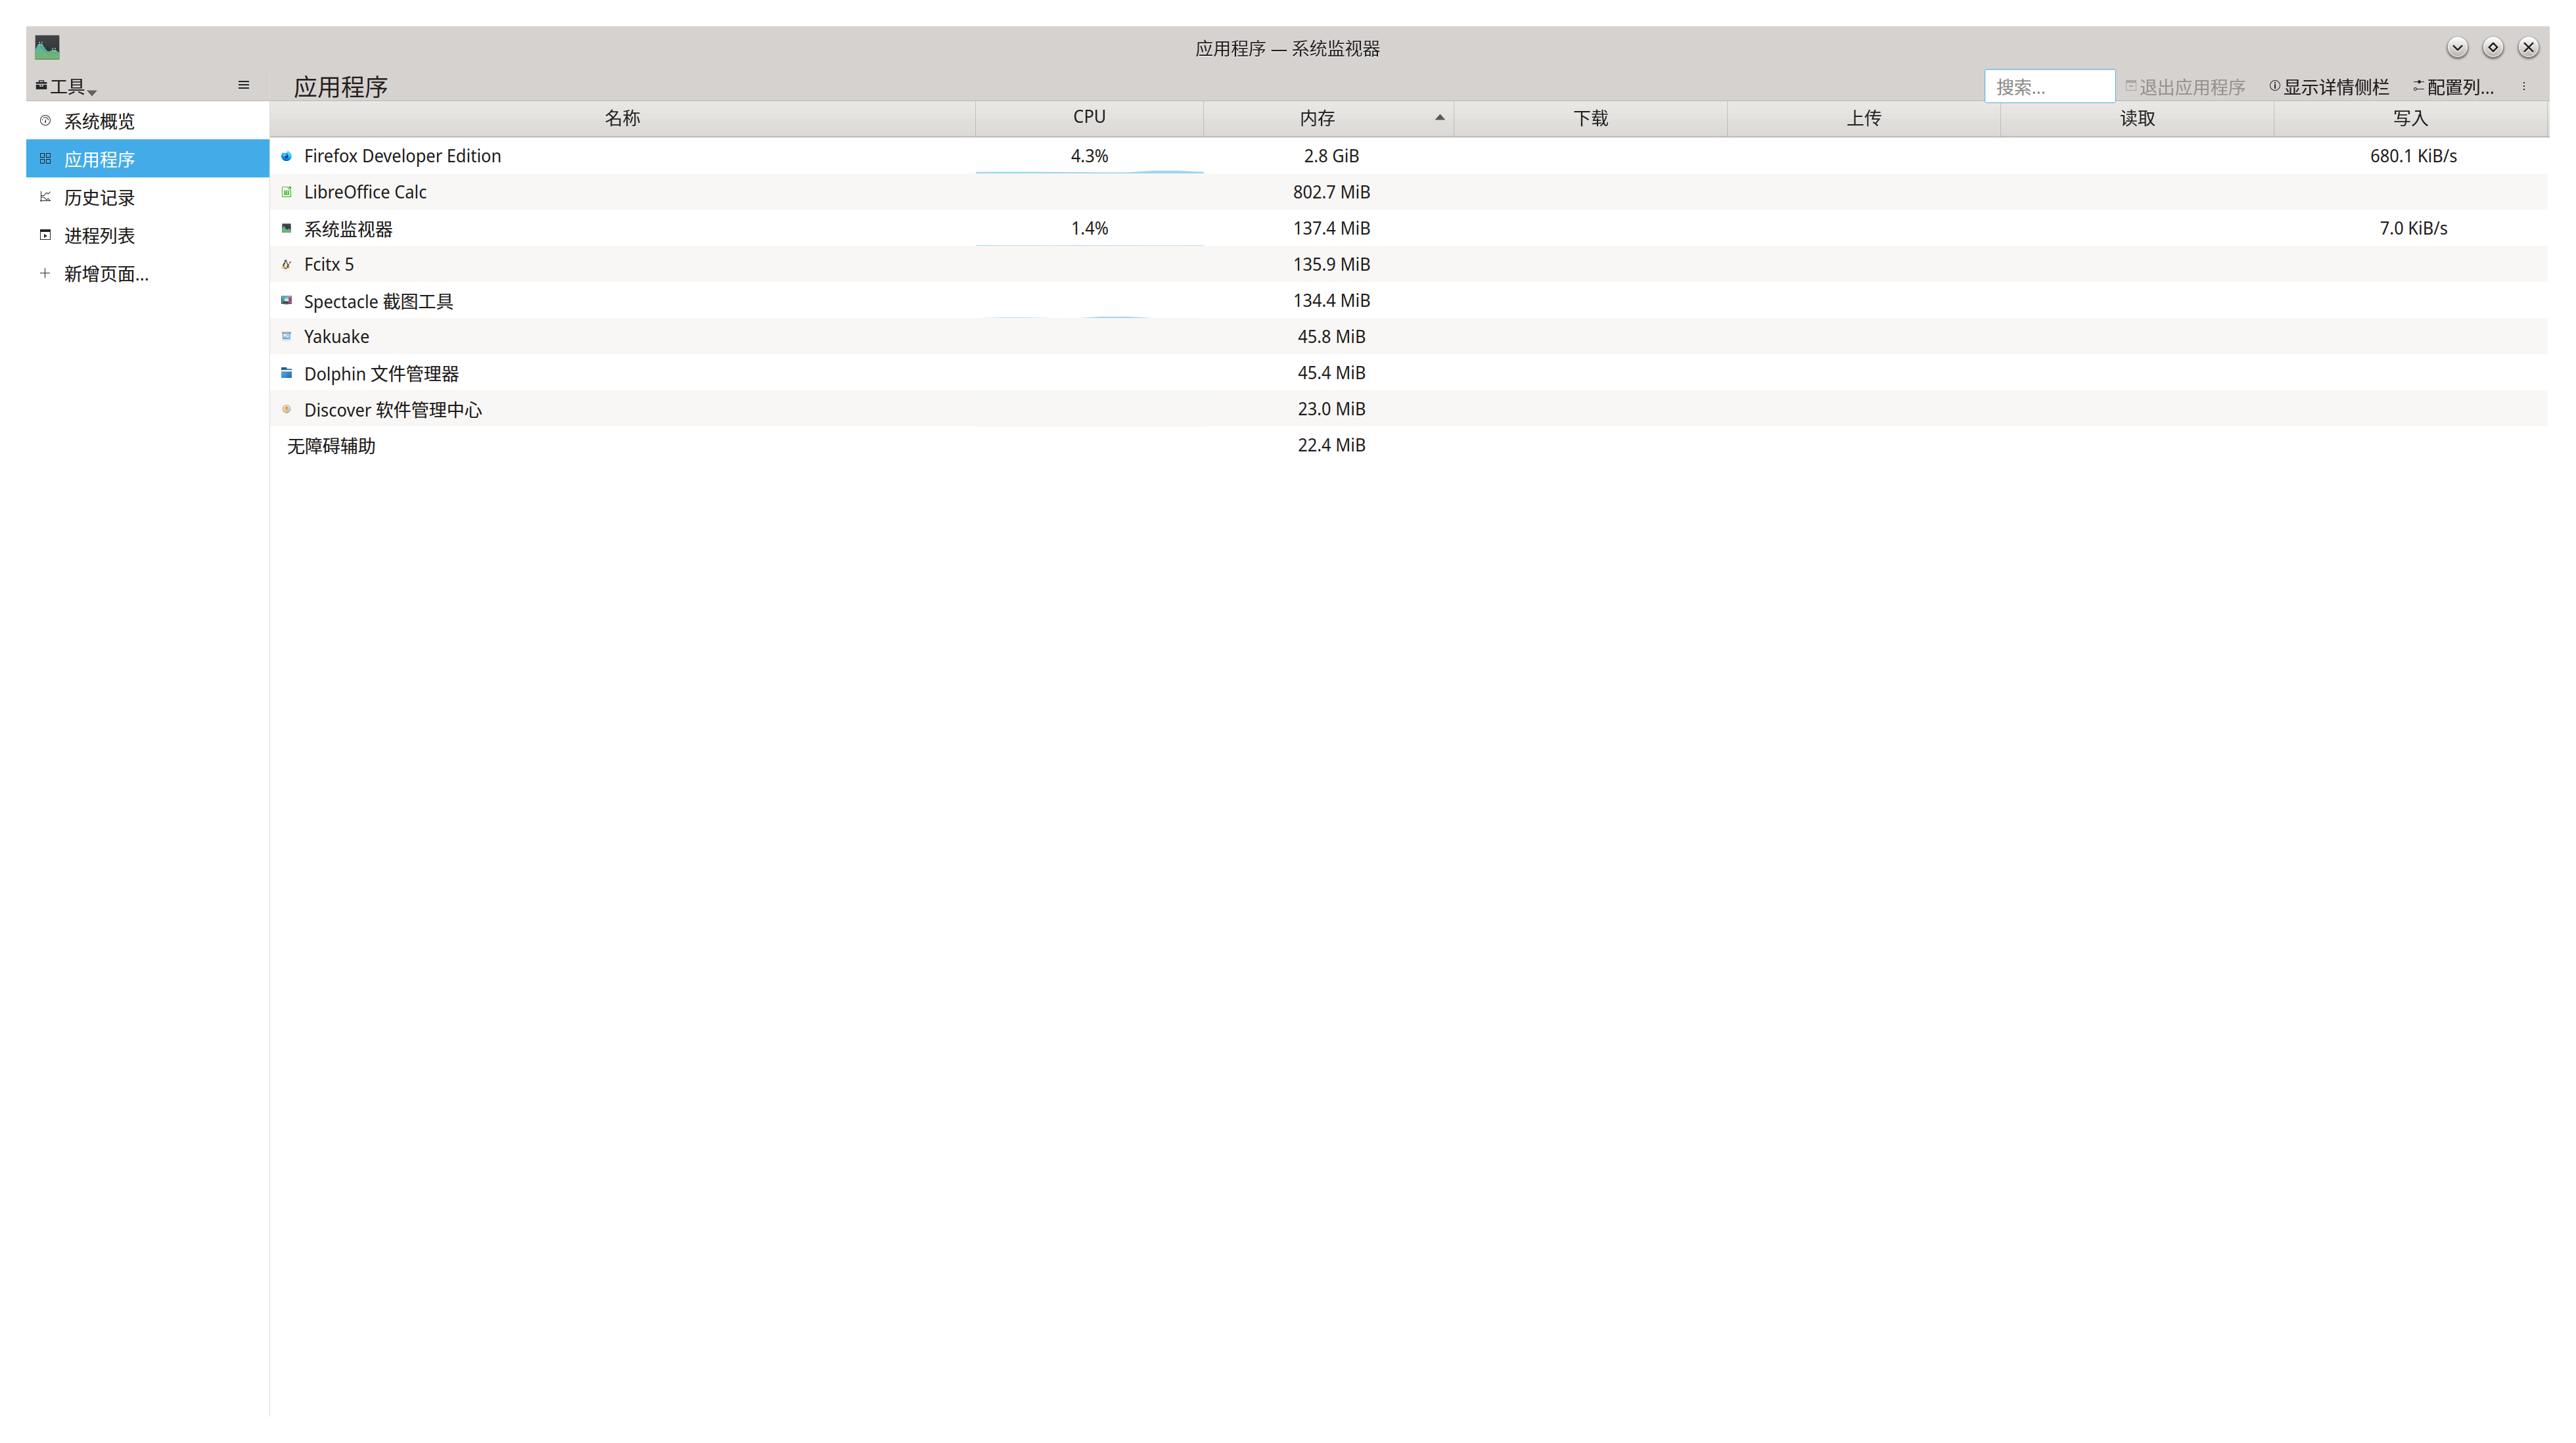 应用程序 — 系统监视器
工具 应用程序 搜索... 退出应用程序 显示详情侧栏 配置列...
系统概览
应用程序
历史记录
进程列表
新增页面...
名称 CPU 内存 下载 上传 读取 写入
Firefox Developer Edition 4.3% 2.8 GiB 680.1 KiB/s
LibreOffice Calc 802.7 MiB
系统监视器 1.4% 137.4 MiB 7.0 KiB/s
Fcitx 5 135.9 MiB
Spectacle 截图工具 134.4 MiB
Yakuake 45.8 MiB
Dolphin 文件管理器 45.4 MiB
Discover 软件管理中心 23.0 MiB
无障碍辅助 22.4 MiB